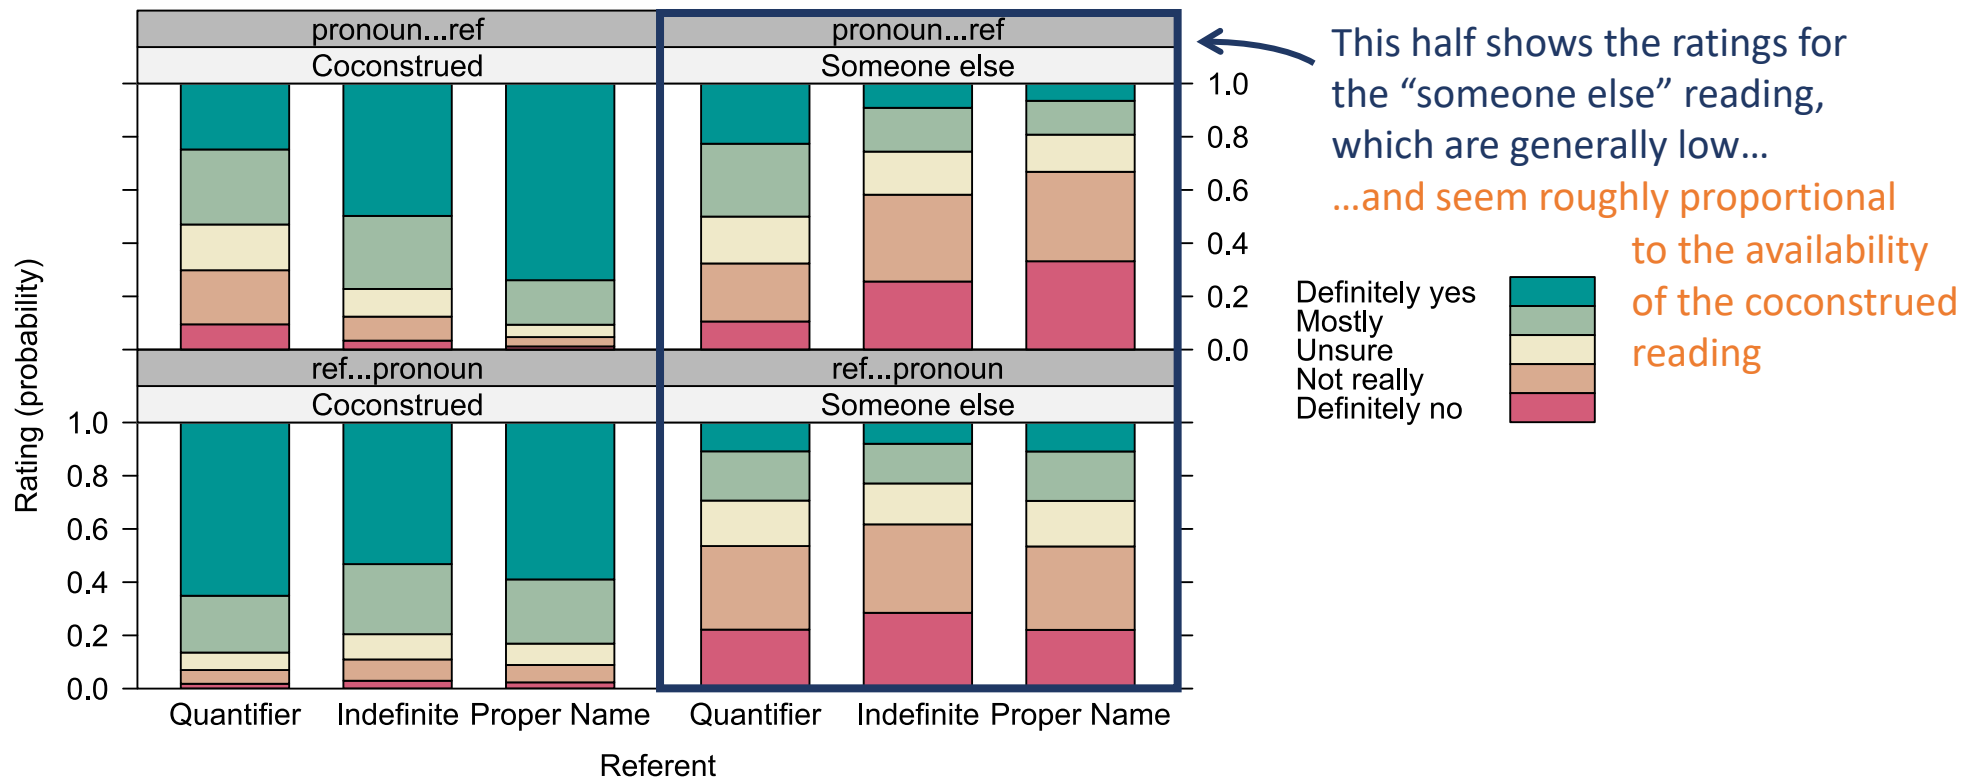 pronoun...ref
pronoun...ref
Coconstrued
Someone else
This half shows the ratings for
the “someone else” reading,
which are generally low...
...and seem roughly proportional
to the availability
of the coconstrued
reading
1.0
0.8
0.6
0.4
0.2
0.0
Definitely yes
Mostly
Unsure
Not really
Definitely no
ref...pronoun
ref...pronoun
Coconstrued
Someone else
Rating (probability)
1.0
0.8
0.6
0.4
0.2
0.0
Quantifier Indefinite Proper Name Quantifier Indefinite Proper Name
Referent